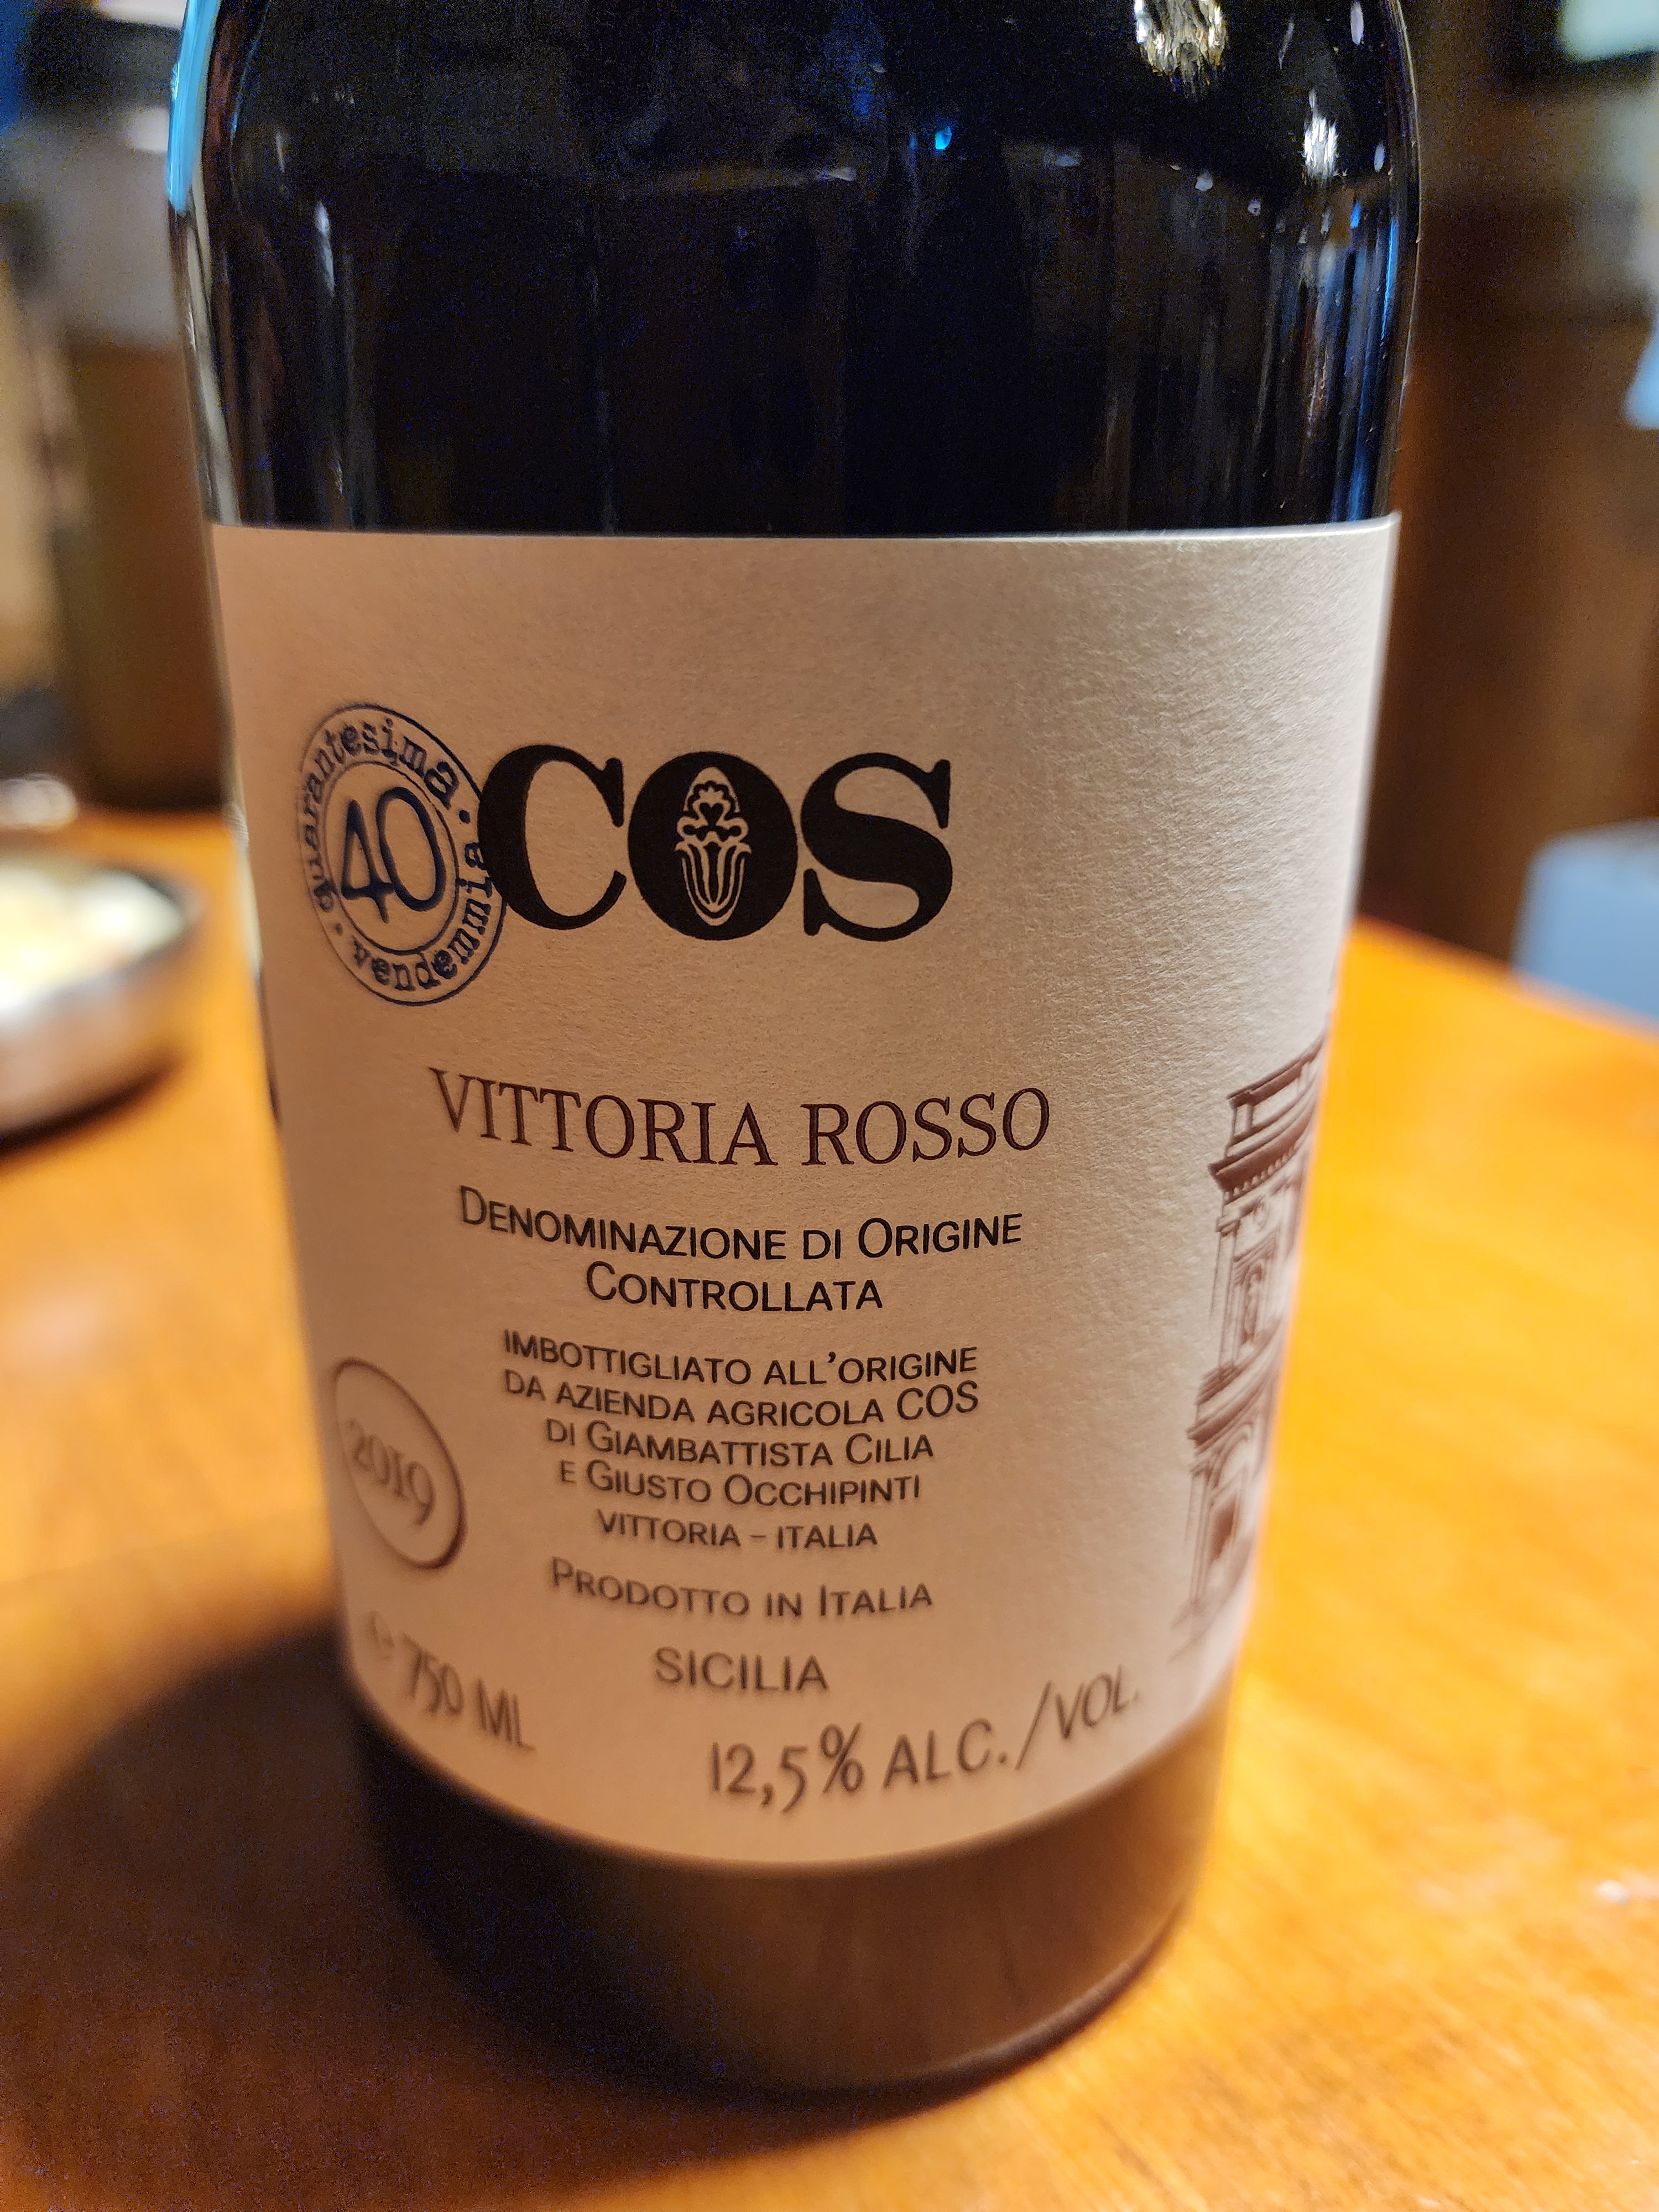 quarantesima · vendemmia ·
40
COS
VITTORIA ROSSO
DENOMINAZIONE DI ORIGINE
CONTROLLATA
IMBOTTIGLIATO ALL'ORIGINE
DA AZIENDA AGRICOLA COS
DI GIAMBATTISTA CILIA
E GIUSTO OCCHIPINTI
VITTORIA – ITALIA
2019
PRODOTTO IN ITALIA
SICILIA
e 750 ML
12,5% ALC./VOL.